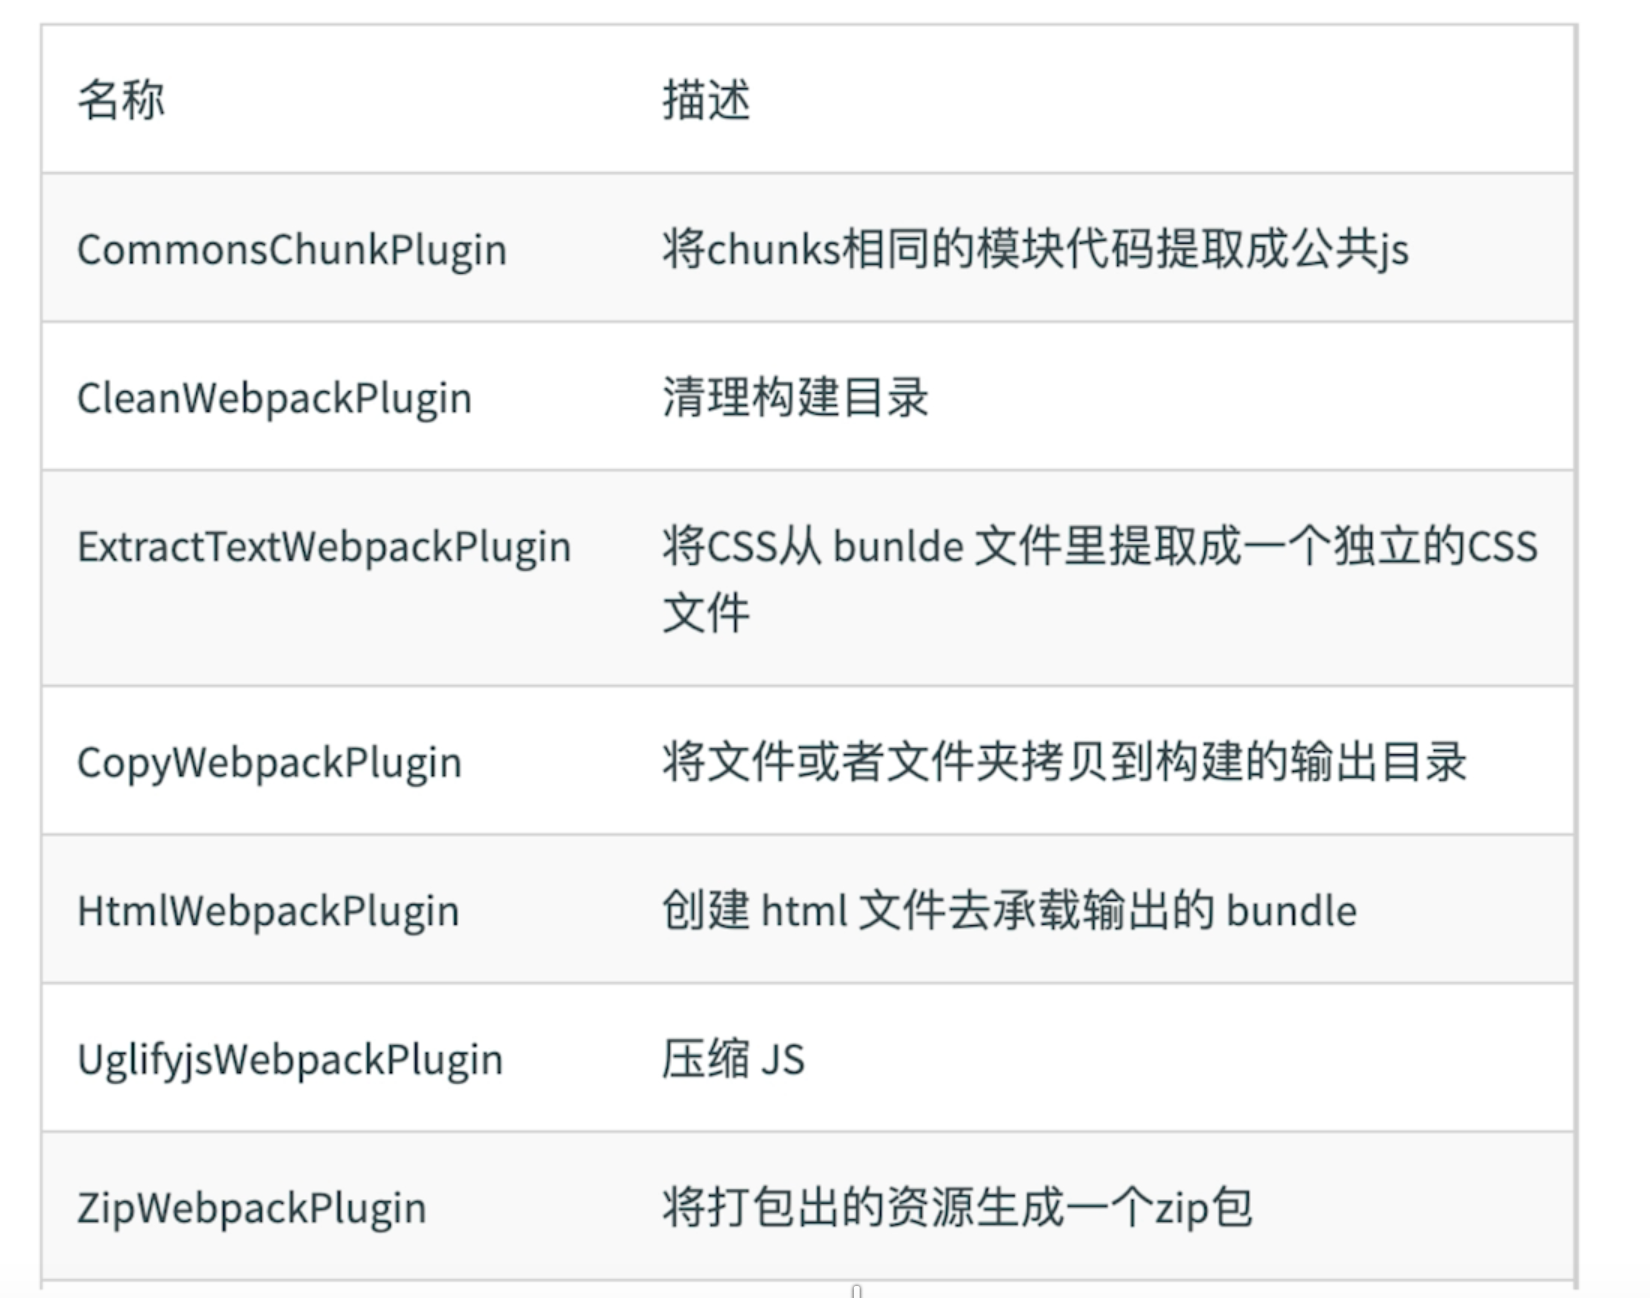 名称 描述
CommonsChunkPlugin 将chunks相同的模块代码提取成公共js
CleanWebpackPlugin 清理构建目录
ExtractTextWebpackPlugin 将CSS从 bunlde 文件里提取成一个独立的CSS
文件
CopyWebpackPlugin 将文件或者文件夹拷贝到构建的输出目录
HtmlWebpackPlugin 创建 html 文件去承载输出的 bundle
UglifyjsWebpackPlugin 压缩 JS
ZipWebpackPlugin 将打包出的资源生成一个zip包